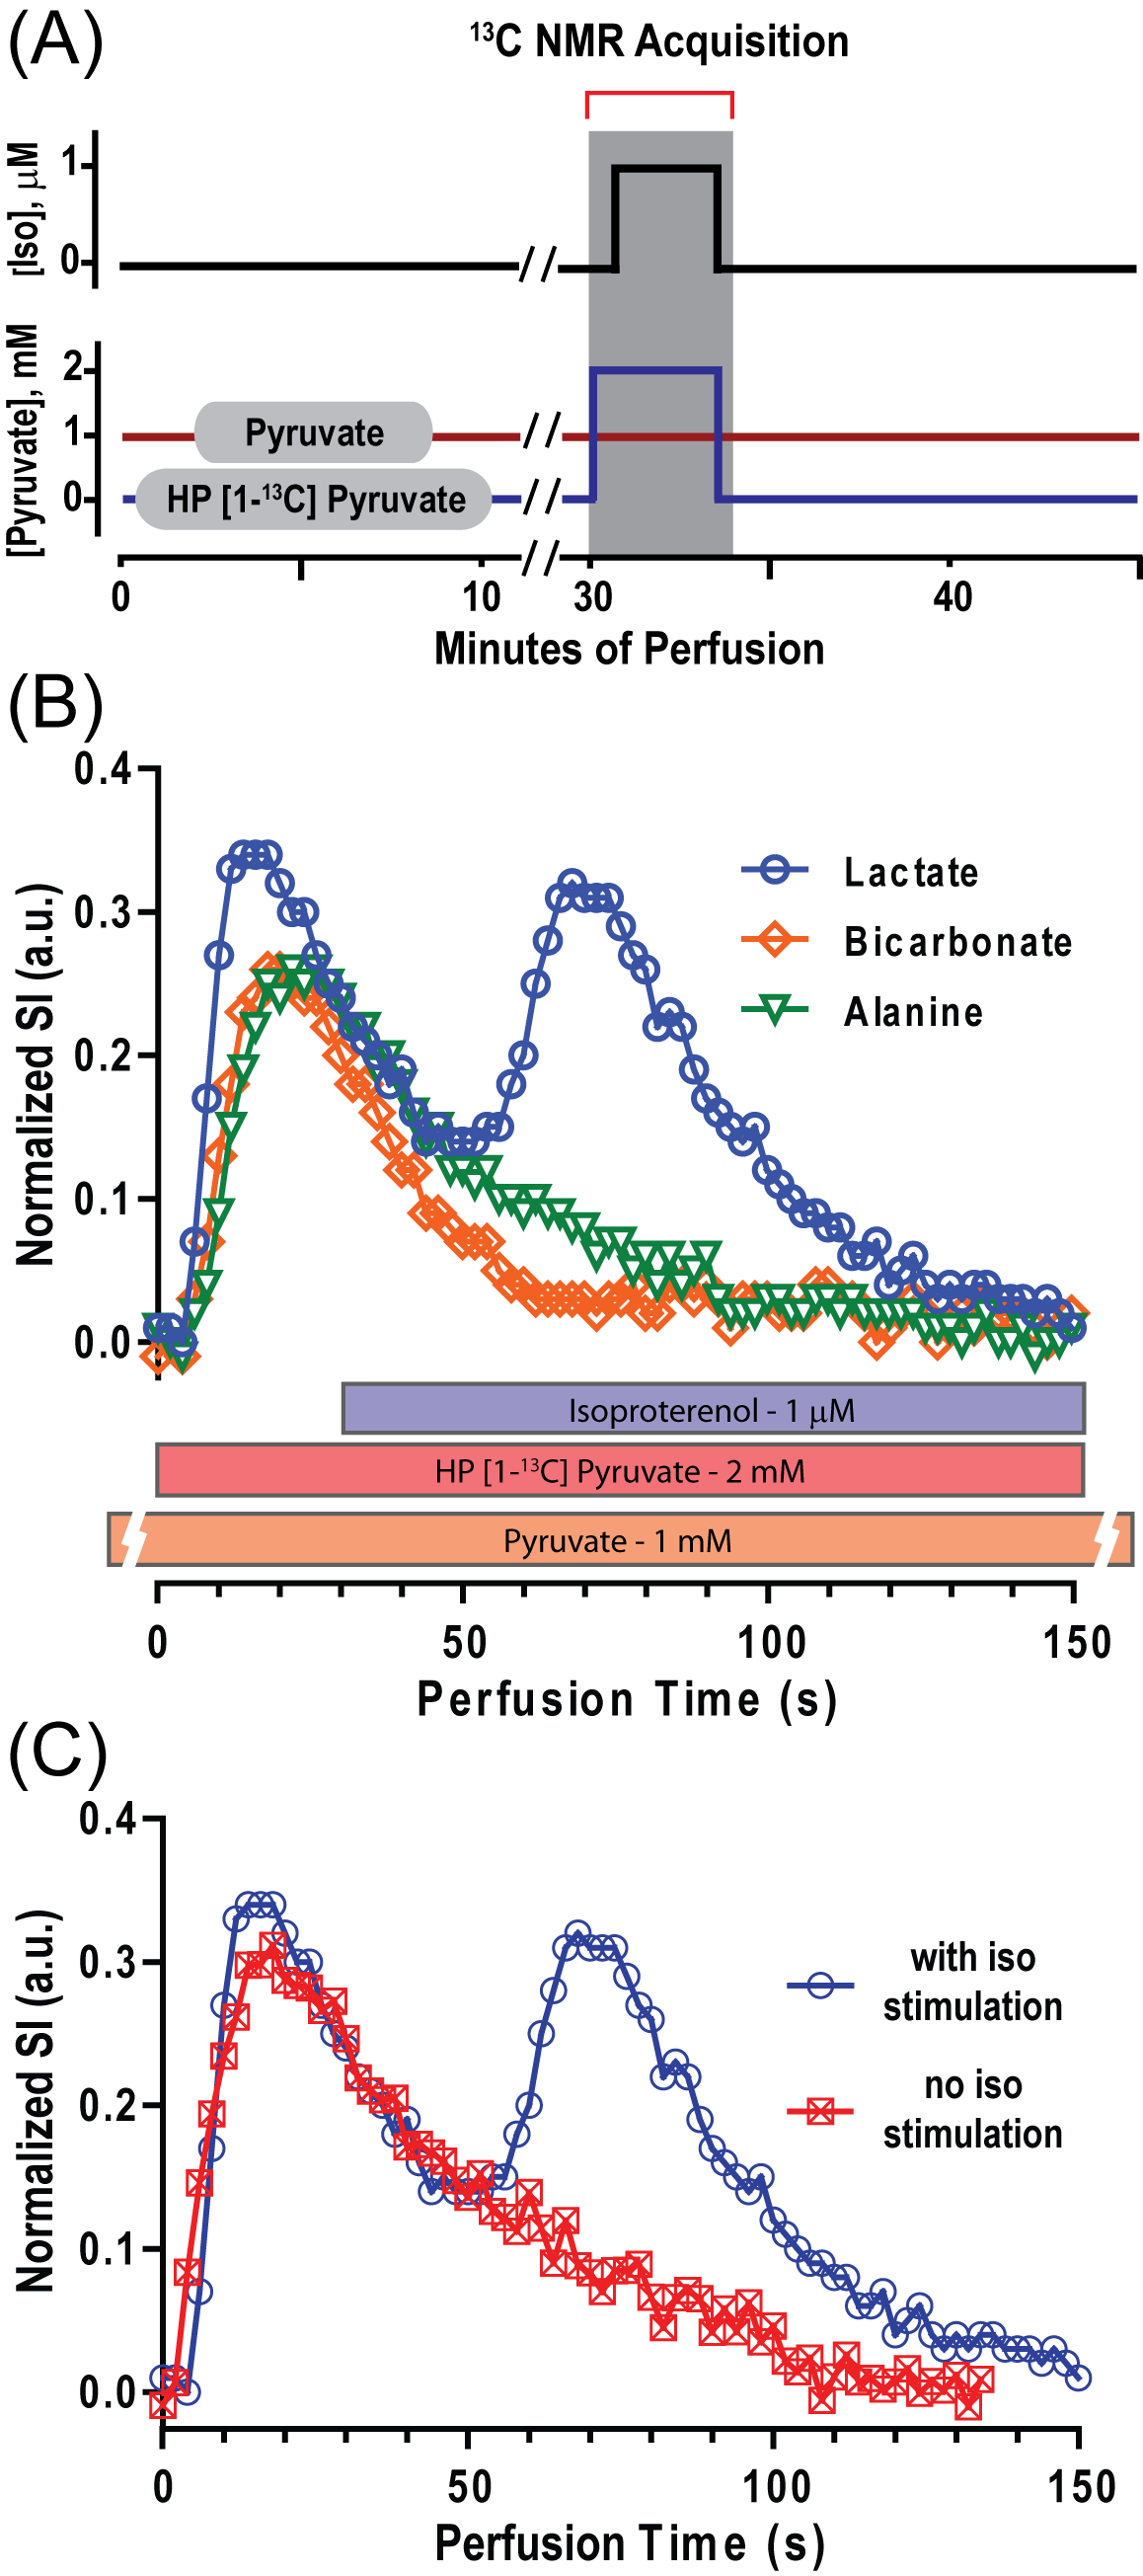 (A)
¹³C NMR Acquisition
[Iso], μM
1
0
[Pyruvate], mM
2
1
0
Pyruvate
HP [1-¹³C] Pyruvate
0 10 30 40
Minutes of Perfusion
(B)
Normalized SI (a.u.)
0.4
0.3
0.2
0.1
0.0
Lactate
Bicarbonate
Alanine
Isoproterenol - 1 μM
HP [1-¹³C] Pyruvate - 2 mM
Pyruvate - 1 mM
0 50 100 150
Perfusion Time (s)
(C)
Normalized SI (a.u.)
0.4
0.3
0.2
0.1
0.0
with iso
stimulation
no iso
stimulation
0 50 100 150
Perfusion Time (s)